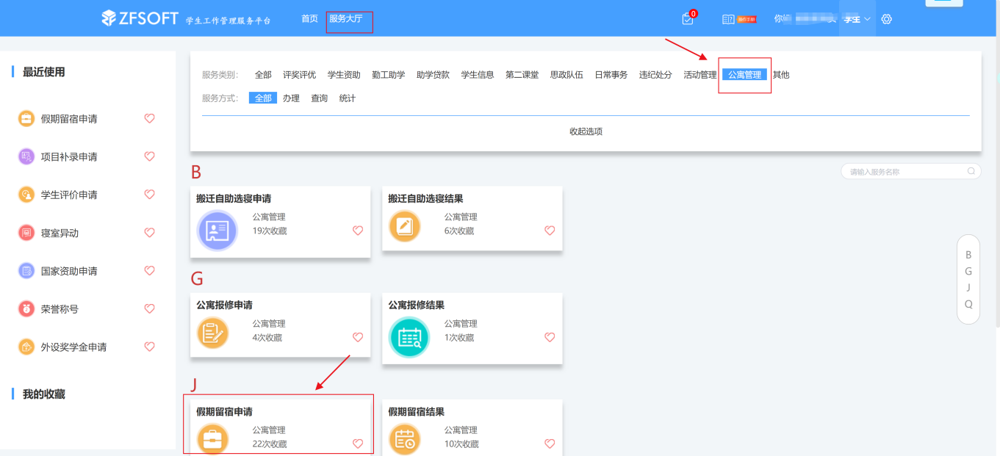 ZFSOFT 学生工作管理服务平台
首页
服务大厅
0
操作手册
学生
最近使用
假期留宿申请
项目补录申请
学生评价申请
寝室异动
国家资助申请
荣誉称号
外设奖学金申请
我的收藏
服务类别: 全部 评奖评优 学生资助 勤工助学 助学贷款 学生信息 第二课堂 思政队伍 日常事务 违纪处分 活动管理 公寓管理 其他
服务方式: 全部 办理 查询 统计
收起选项
请输入服务名称
B
搬迁自助选寝申请
公寓管理
19次收藏
搬迁自助选寝结果
公寓管理
6次收藏
G
公寓报修申请
公寓管理
4次收藏
公寓报修结果
公寓管理
1次收藏
J
假期留宿申请
公寓管理
22次收藏
假期留宿结果
公寓管理
10次收藏
B
G
J
Q